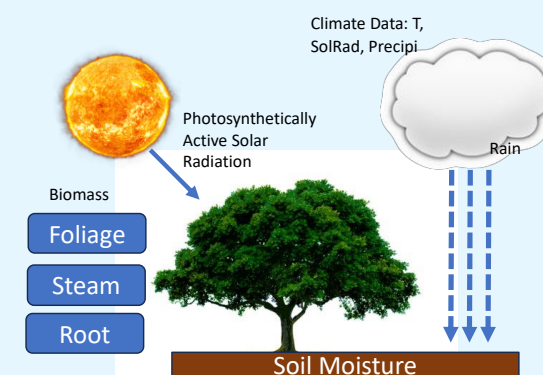 Climate Data: T,
SolRad, Precipi
Photosynthetically
Active Solar
Radiation
Rain
Biomass
Foliage
Steam
Root
Soil Moisture